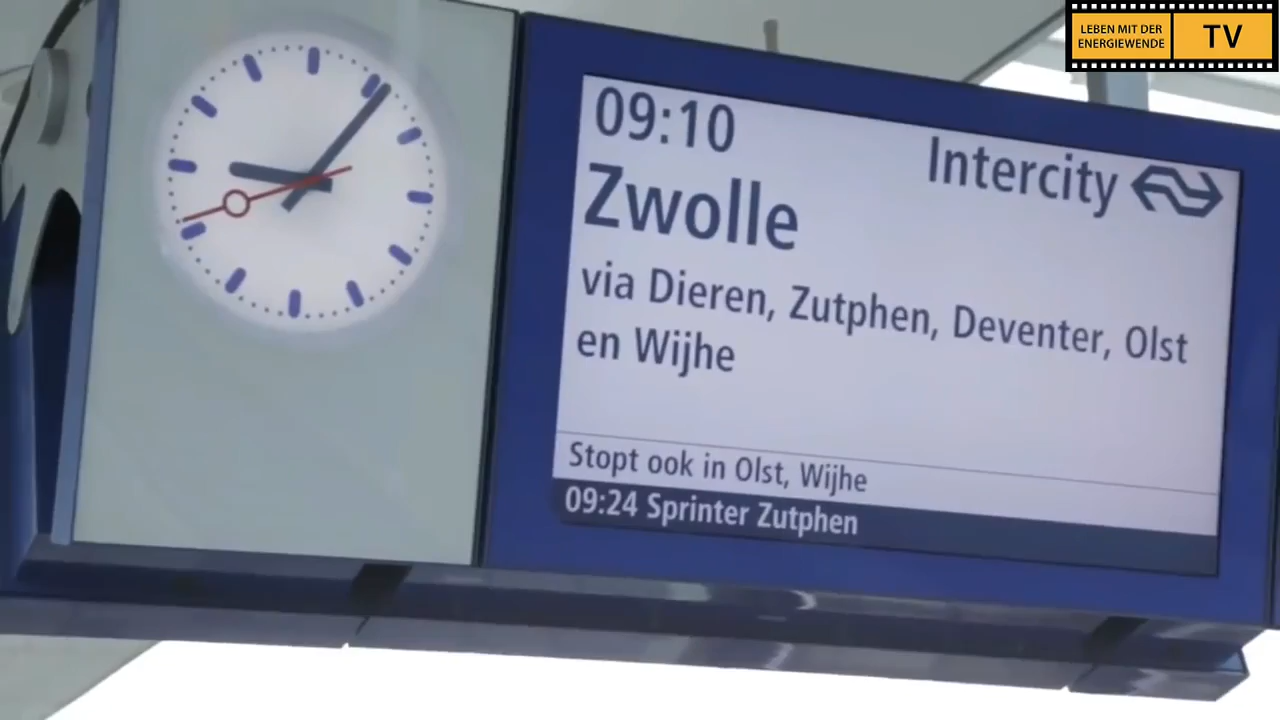 LEBEN MIT DER
ENERGIEWENDE
TV
09:10
Intercity
Zwolle
via Dieren, Zutphen, Deventer, Olst
en Wijhe
Stopt ook in Olst, Wijhe
09:24 Sprinter Zutphen